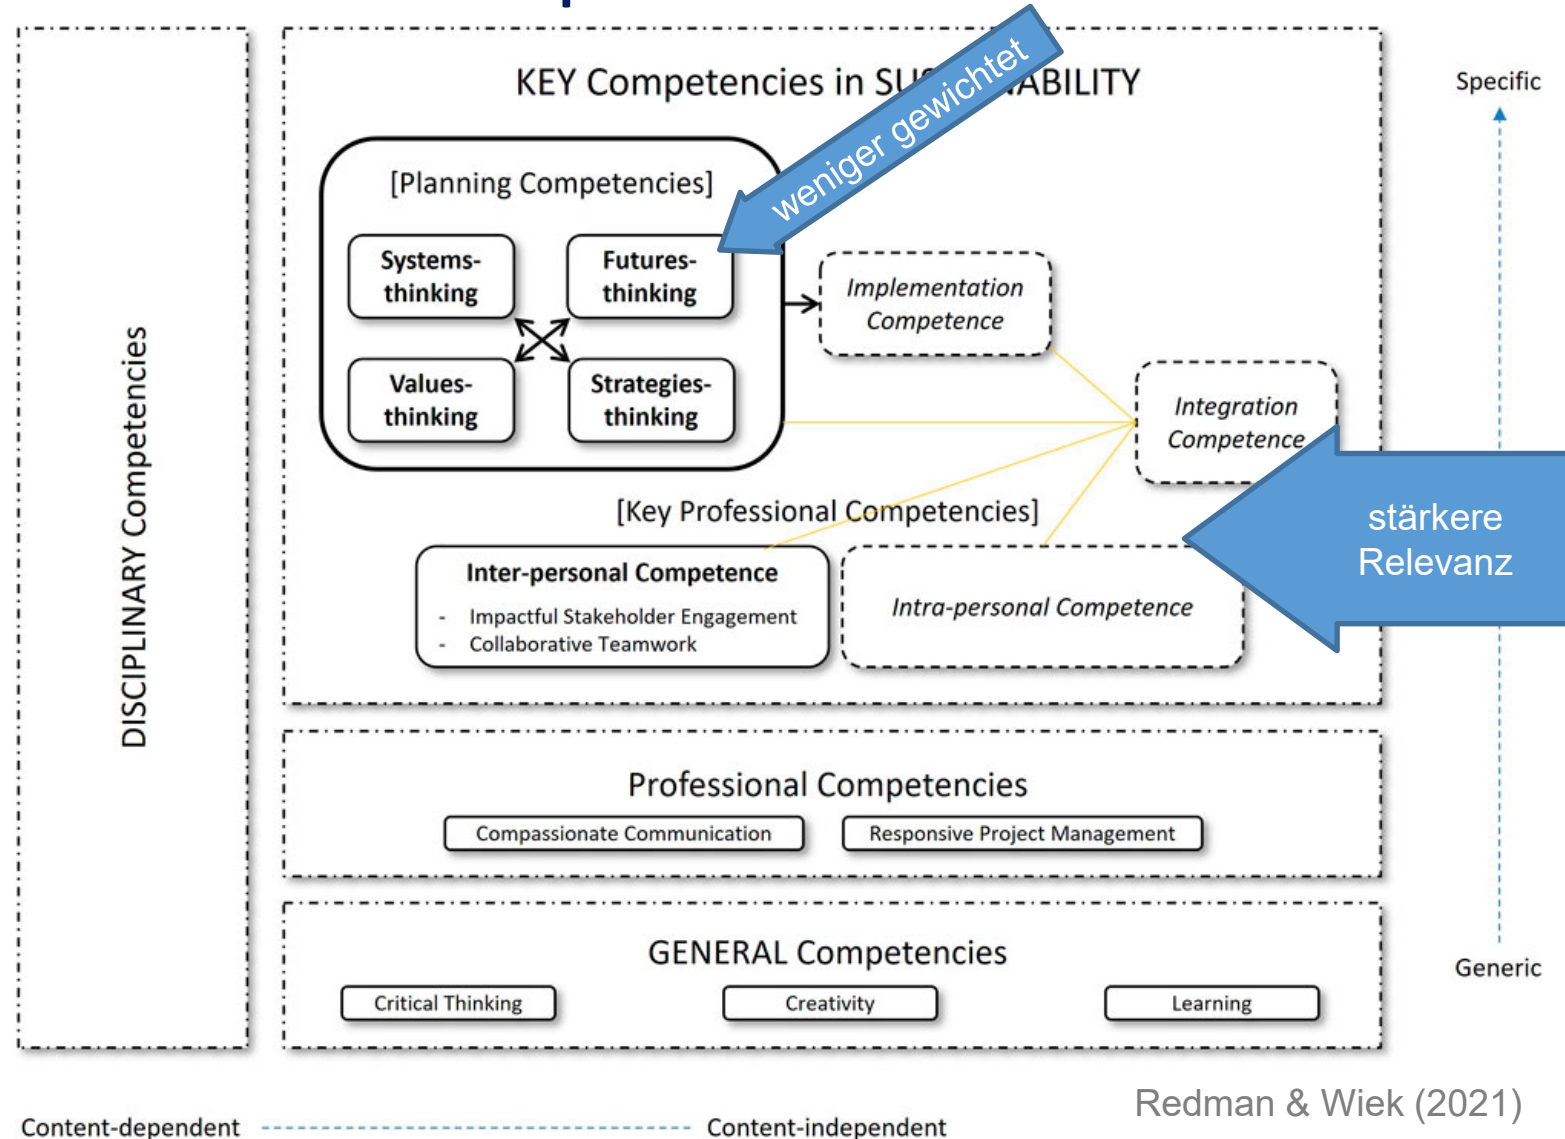 KEY Competencies in SU ABILITY
weniger gewichtet
Specific
[Planning Competencies]
Systems-
thinking
Futures-
thinking
Values-
thinking
Strategies-
thinking
Implementation
Competence
Integration
Competence
stärkere
Relevanz
[Key Professional Competencies]
Inter-personal Competence
- Impactful Stakeholder Engagement
- Collaborative Teamwork
Intra-personal Competence
DISCIPLINARY Competencies
Professional Competencies
Compassionate Communication
Responsive Project Management
GENERAL Competencies
Critical Thinking
Creativity
Learning
Generic
Redman & Wiek (2021)
Content-dependent
Content-independent